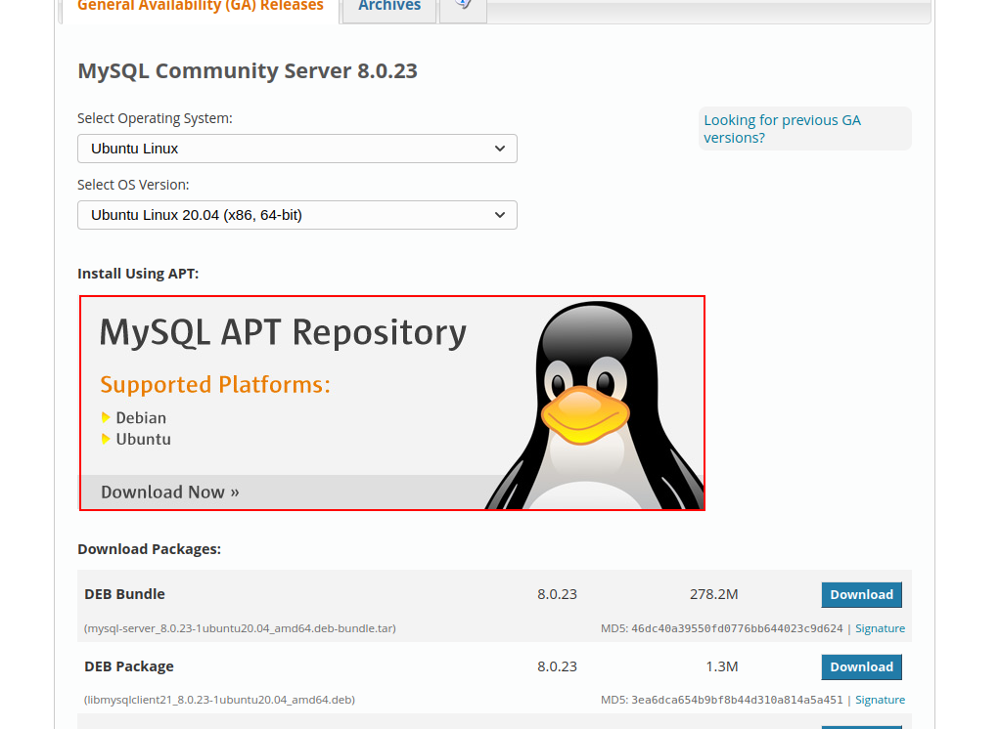 General Availability (GA) Releases
Archives
MySQL Community Server 8.0.23
Select Operating System:
Looking for previous GA
versions?
Ubuntu Linux
Select OS Version:
Ubuntu Linux 20.04 (x86, 64-bit)
Install Using APT:
MySQL APT Repository
Supported Platforms:
Debian
Ubuntu
Download Now »
Download Packages:
DEB Bundle 8.0.23 278.2M Download
(mysql-server_8.0.23-1ubuntu20.04_amd64.deb-bundle.tar) MD5: 46dc40a39550fd0776bb644023c9d624 | Signature
DEB Package 8.0.23 1.3M Download
(libmysqlclient21_8.0.23-1ubuntu20.04_amd64.deb) MD5: 3ea6dca654b9bf8b44d310a814a5a451 | Signature